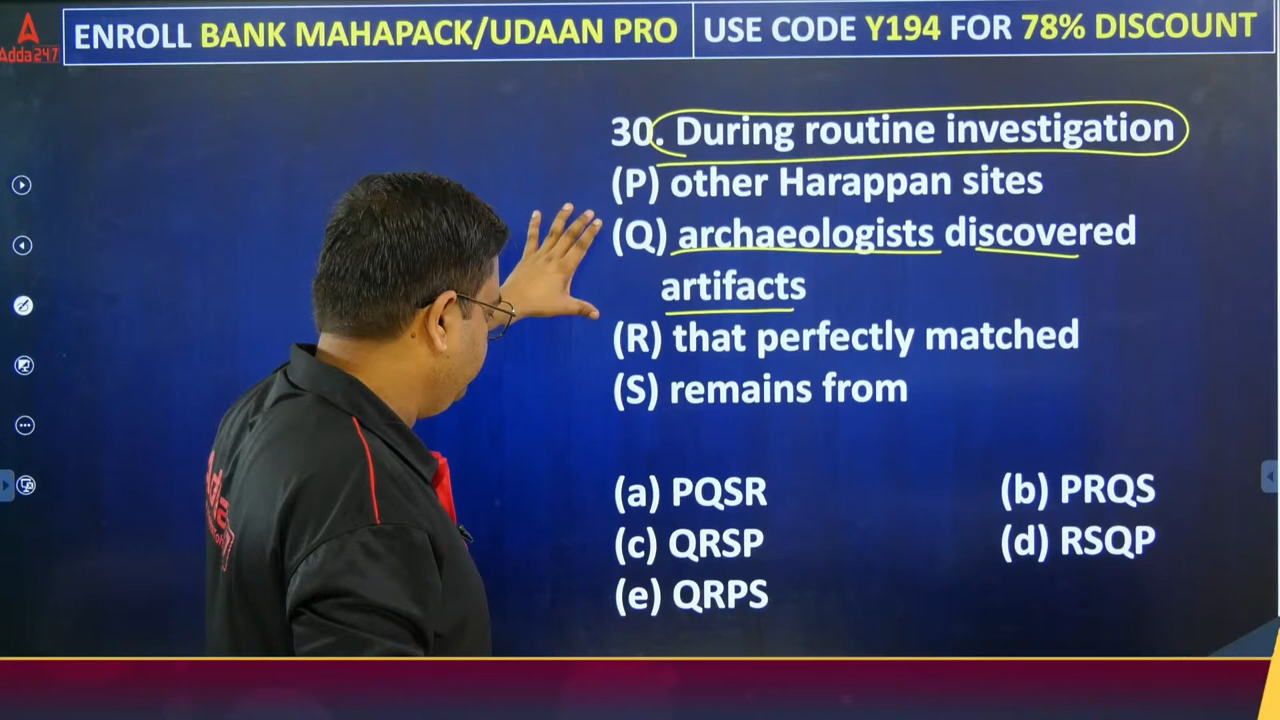 ENROLL BANK MAHAPACK/UDAAN PRO
USE CODE Y194 FOR 78% DISCOUNT
Adda247
30. During routine investigation
(P) other Harappan sites
(Q) archaeologists discovered
artifacts
(R) that perfectly matched
(S) remains from
(a) PQSR
(b) PRQS
(c) QRSP
(d) RSQP
(e) QRPS